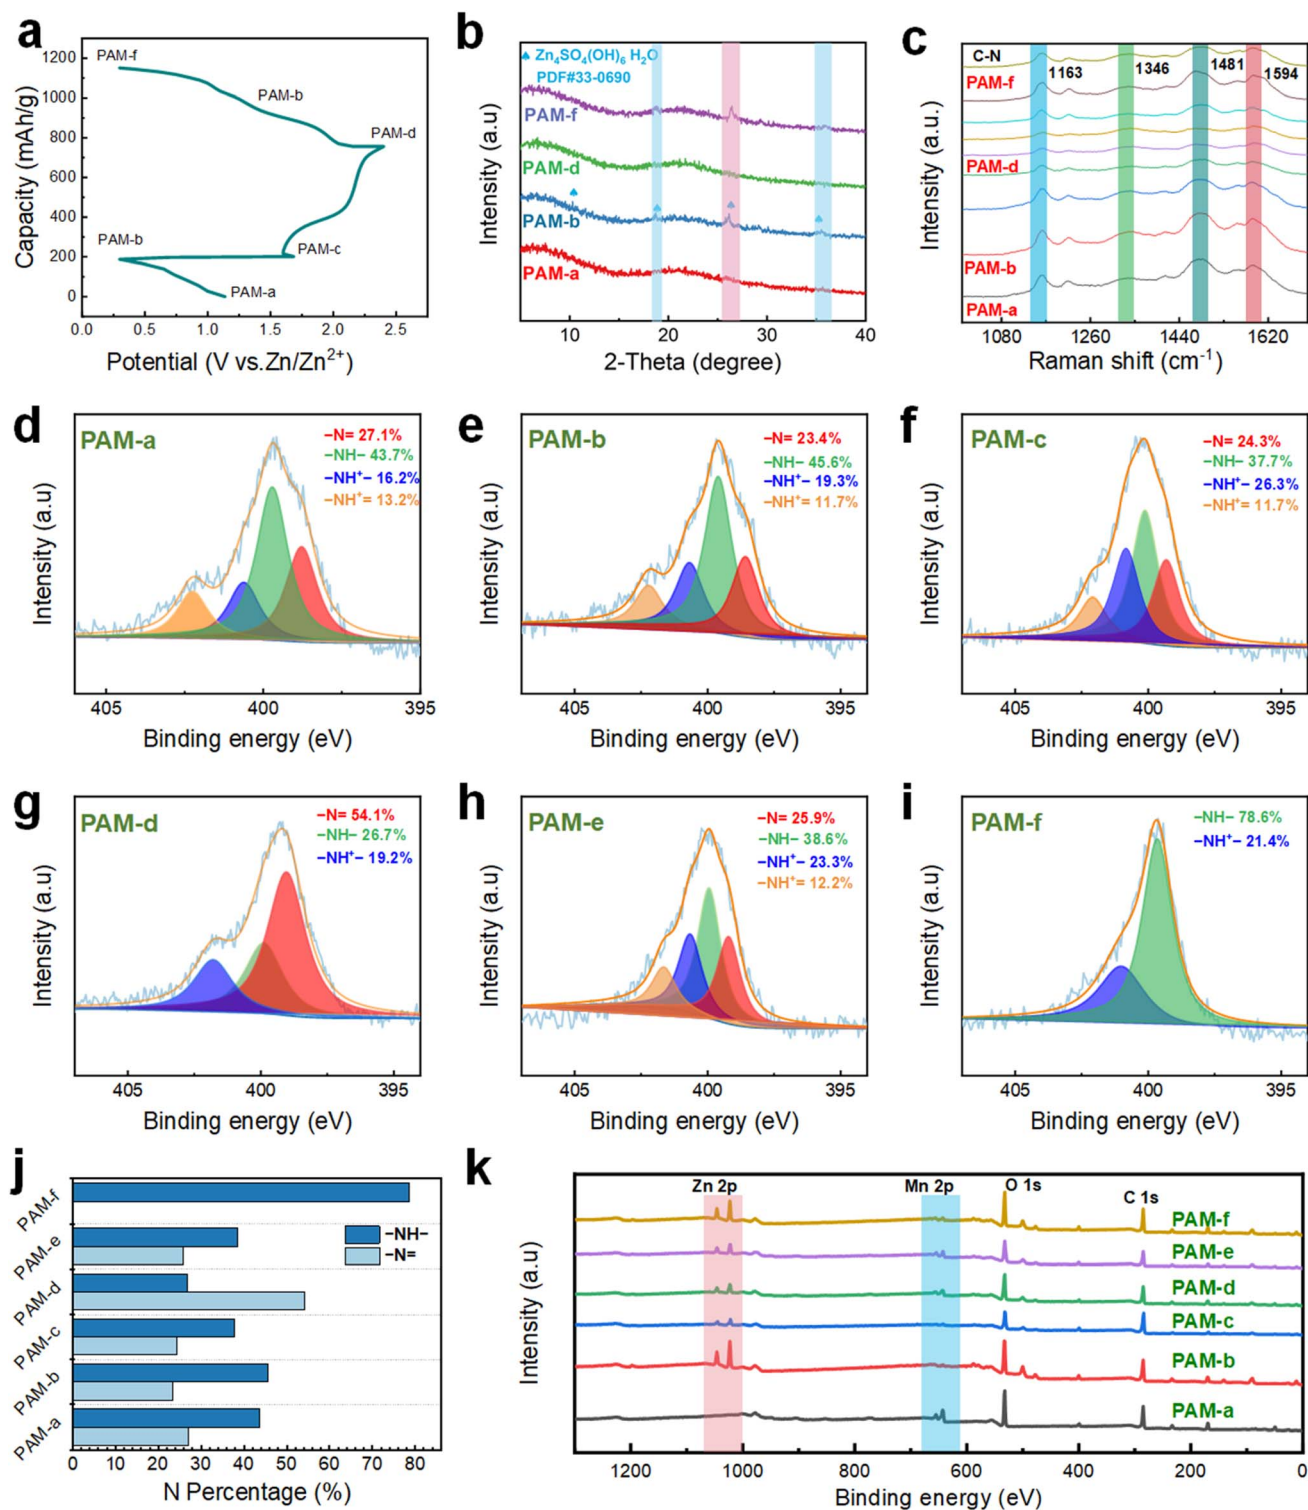 a
Capacity (mAh/g)
1200
1000
800
600
400
200
0
PAM-f
PAM-b
PAM-d
PAM-b
PAM-c
PAM-a
0.0 0.5 1.0 1.5 2.0 2.5
Potential (V vs.Zn/Zn²⁺)
b
Intensity (a.u)
♠ Zn₄SO₄(OH)₆ H₂O
PDF#33-0690
PAM-f
PAM-d
PAM-b
PAM-a
10 20 30 40
2-Theta (degree)
c
Intensity (a.u.)
C-N
1163 1346 1481 1594
PAM-f
PAM-d
PAM-b
PAM-a
1080 1260 1440 1620
Raman shift (cm⁻¹)
d
PAM-a
−N= 27.1%
−NH− 43.7%
−NH⁺− 16.2%
−NH⁺= 13.2%
Intensity (a.u)
405 400 395
Binding energy (eV)
e
PAM-b
−N= 23.4%
−NH− 45.6%
−NH⁺− 19.3%
−NH⁺= 11.7%
Intensity (a.u)
405 400 395
Binding energy (eV)
f
PAM-c
−N= 24.3%
−NH− 37.7%
−NH⁺− 26.3%
−NH⁺= 11.7%
Intensity (a.u)
405 400 395
Binding energy (eV)
g
PAM-d
−N= 54.1%
−NH− 26.7%
−NH⁺− 19.2%
Intensity (a.u)
405 400 395
Binding energy (eV)
h
PAM-e
−N= 25.9%
−NH− 38.6%
−NH⁺− 23.3%
−NH⁺= 12.2%
Intensity (a.u)
405 400 395
Binding energy (eV)
i
PAM-f
−NH− 78.6%
−NH⁺− 21.4%
Intensity (a.u)
405 400 395
Binding energy (eV)
j
PAM-f
PAM-e
PAM-d
PAM-c
PAM-b
PAM-a
−NH−
−N=
0 10 20 30 40 50 60 70 80
N Percentage (%)
k
Intensity (a.u)
Zn 2p Mn 2p O 1s C 1s
PAM-f
PAM-e
PAM-d
PAM-c
PAM-b
PAM-a
1200 1000 800 600 400 200 0
Binding energy (eV)